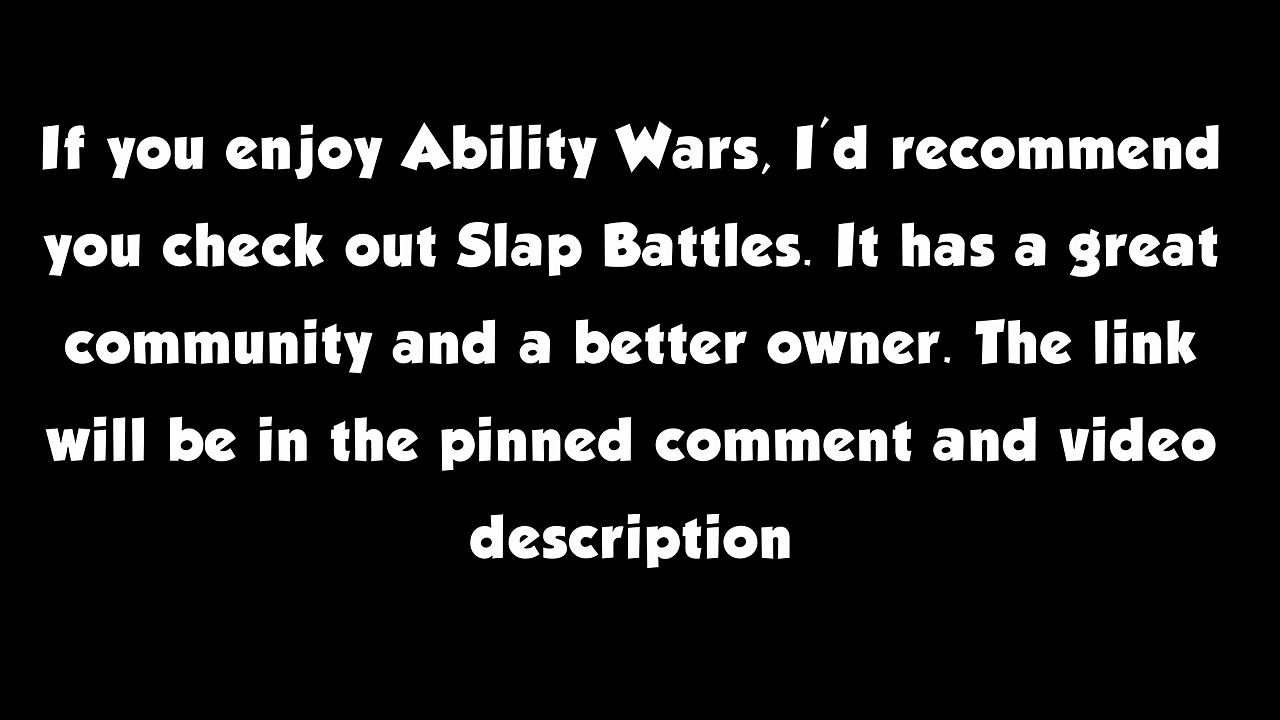 If you enjoy Ability Wars, I'd recommend
you check out Slap Battles. It has a great
community and a better owner. The link
will be in the pinned comment and video
description